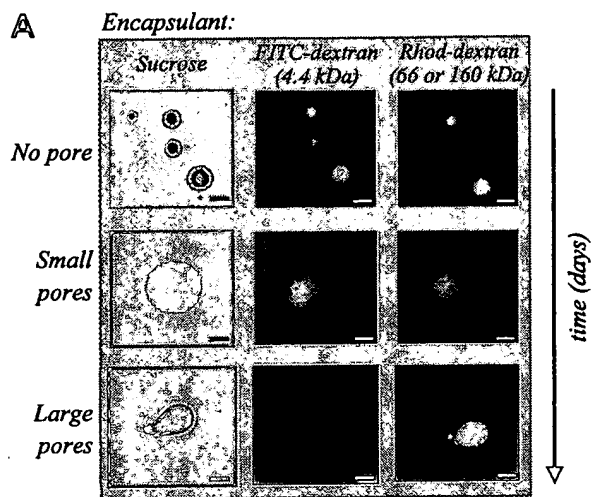 A
Encapsulant:
Sucrose
FITC-dextran
(4.4 kDa)
Rhod-dextran
(66 or 160 kDa)
No pore
Small
pores
Large
pores
time (days)